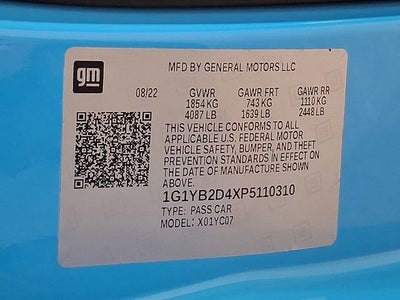 gm
MFD BY GENERAL MOTORS LLC
08/22 GVWR GAWR FRT GAWR RR
1854 KG 743 KG 1110 KG
4087 LB 1639 LB 2448 LB
THIS VEHICLE CONFORMS TO ALL
APPLICABLE U.S. FEDERAL MOTOR
VEHICLE SAFETY, BUMPER, AND THEFT
PREVENTION STANDARDS IN EFFECT ON
THE DATE OF MANUFACTURE SHOWN
ABOVE.
1G1YB2D4XP5110310
TYPE: PASS CAR
MODEL: X01YC07